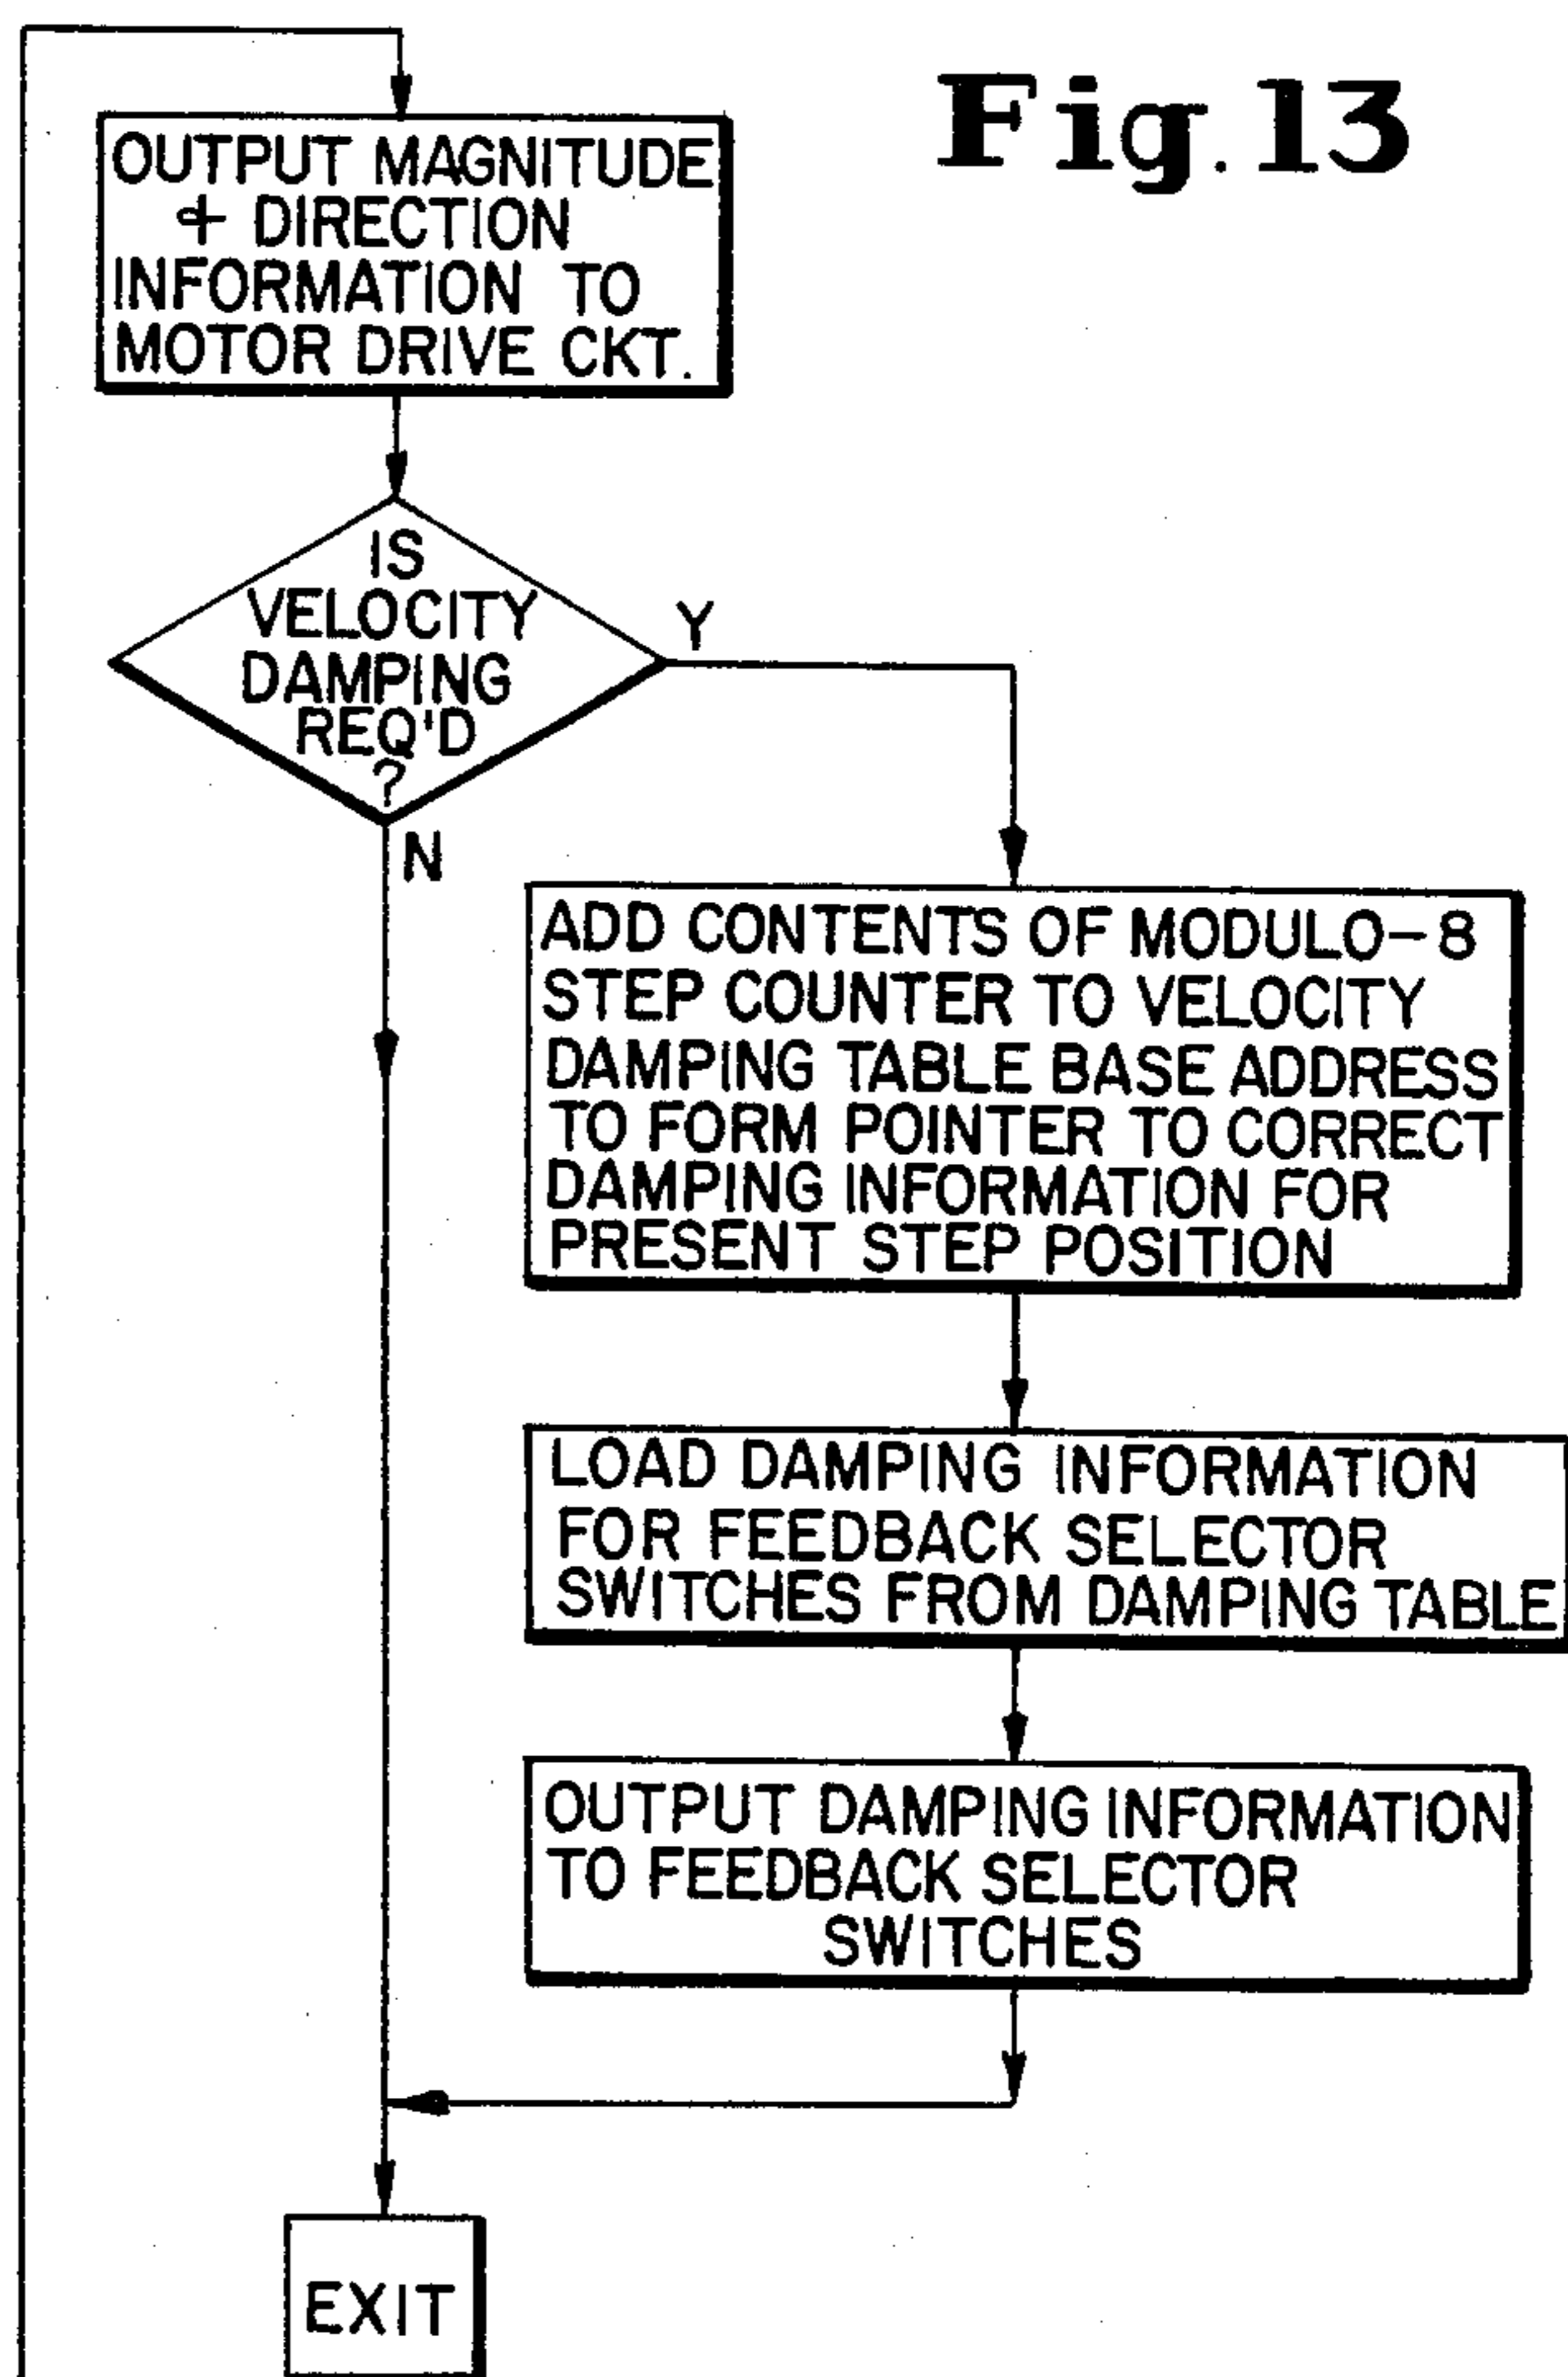 Fig. 13
OUTPUT MAGNITUDE
& DIRECTION
INFORMATION TO
MOTOR DRIVE CKT.
IS
VELOCITY
DAMPING
REQ'D
?
Y
N
ADD CONTENTS OF MODULO-8
STEP COUNTER TO VELOCITY
DAMPING TABLE BASE ADDRESS
TO FORM POINTER TO CORRECT
DAMPING INFORMATION FOR
PRESENT STEP POSITION
LOAD DAMPING INFORMATION
FOR FEEDBACK SELECTOR
SWITCHES FROM DAMPING TABLE
OUTPUT DAMPING INFORMATION
TO FEEDBACK SELECTOR
SWITCHES
EXIT